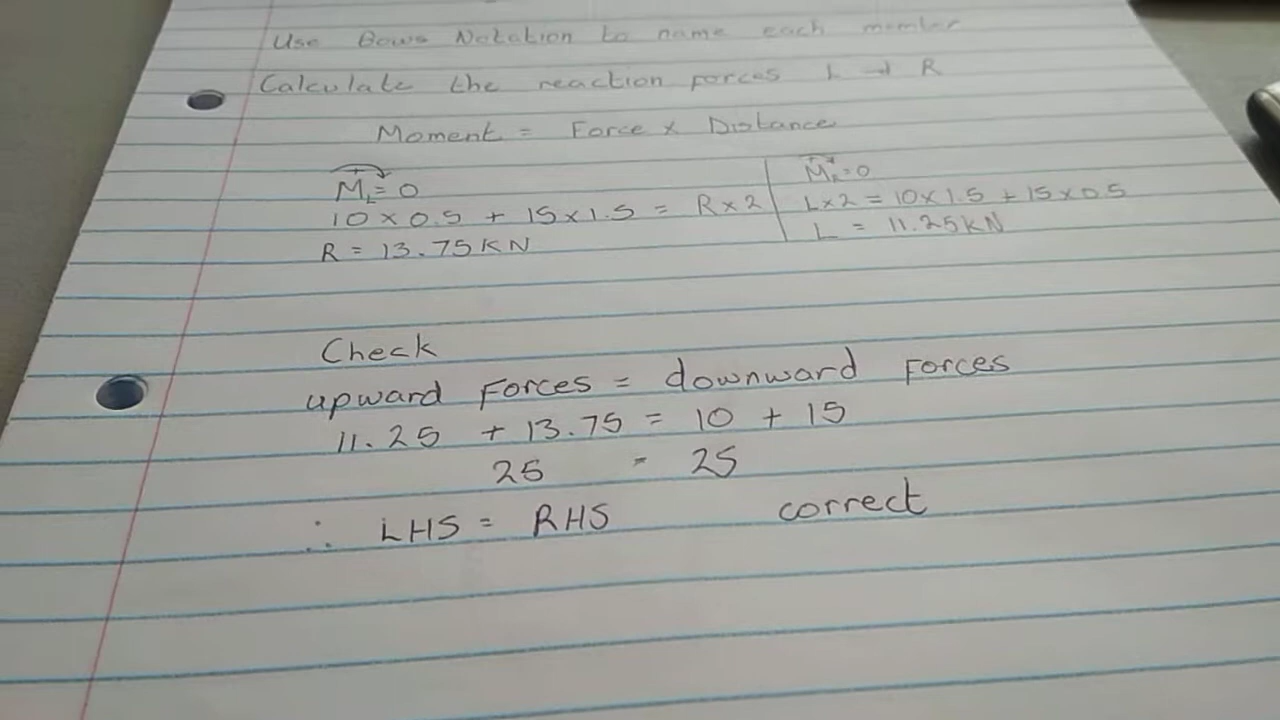 Use Bows Notation to name each member
Calculate the reaction forces L → R
Moment = Force × Distance
M_L = 0
10 × 0.5 + 15 × 1.5 = R × 2
R = 13.75 KN
M_R = 0
L × 2 = 10 × 1.5 + 15 × 0.5
L = 11.25 KN
Check
upward Forces = downward Forces
11.25 + 13.75 = 10 + 15
25 = 25
∴ LHS = RHS correct